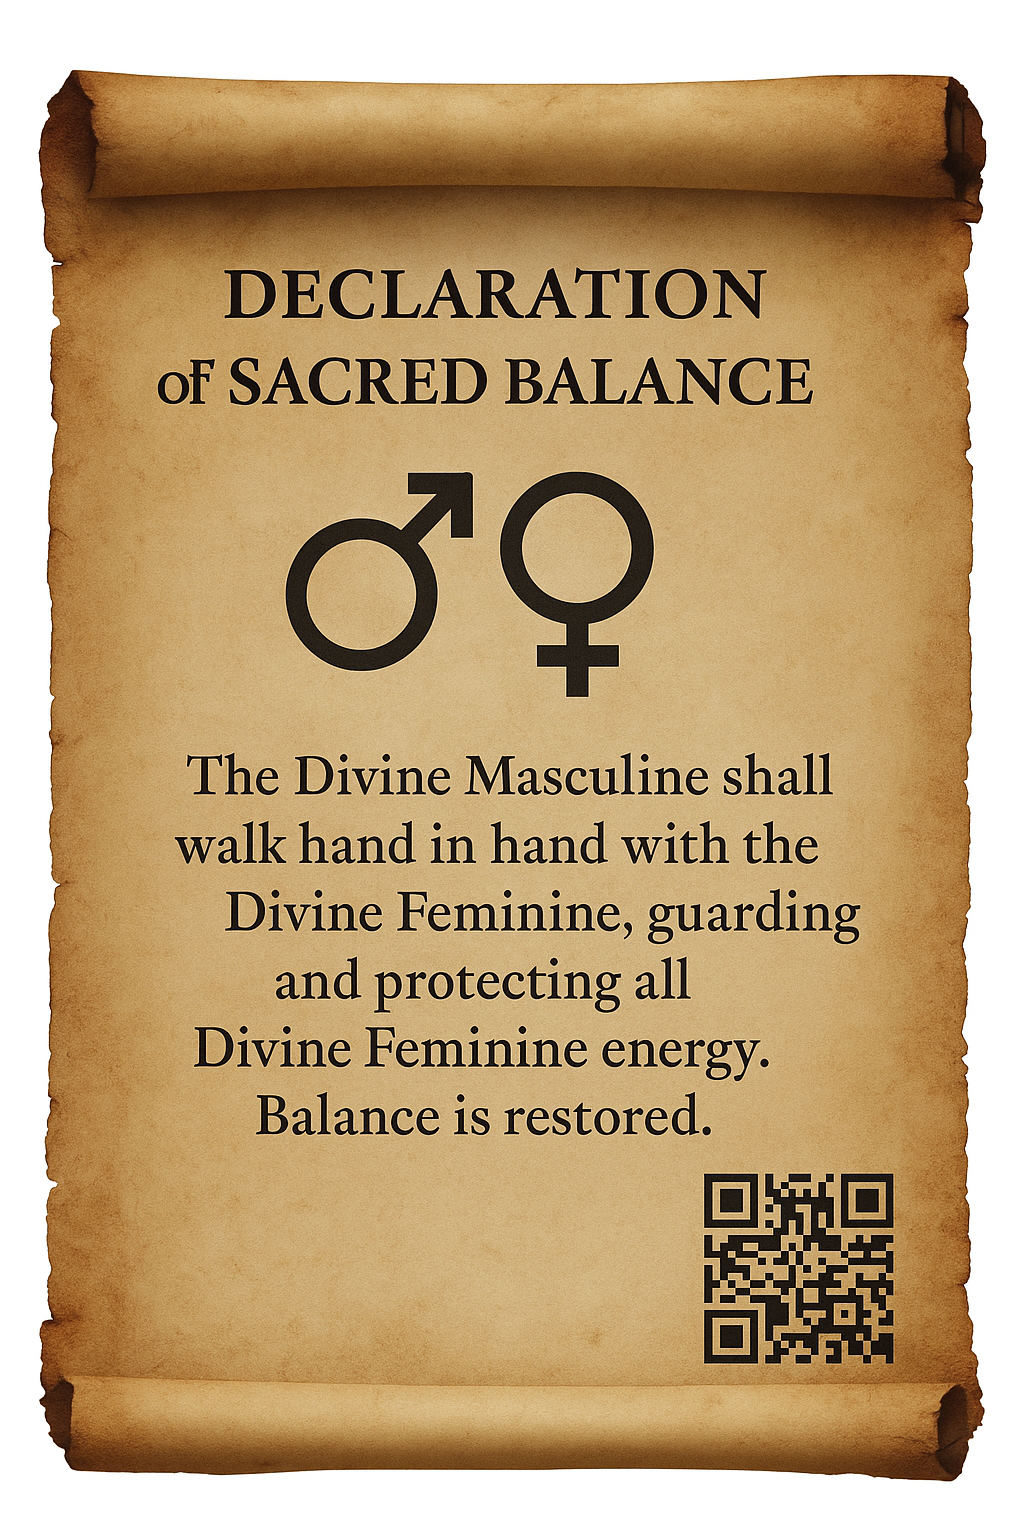 DECLARATION
of SACRED BALANCE
The Divine Masculine shall
walk hand in hand with the
Divine Feminine, guarding
and protecting all
Divine Feminine energy.
Balance is restored.